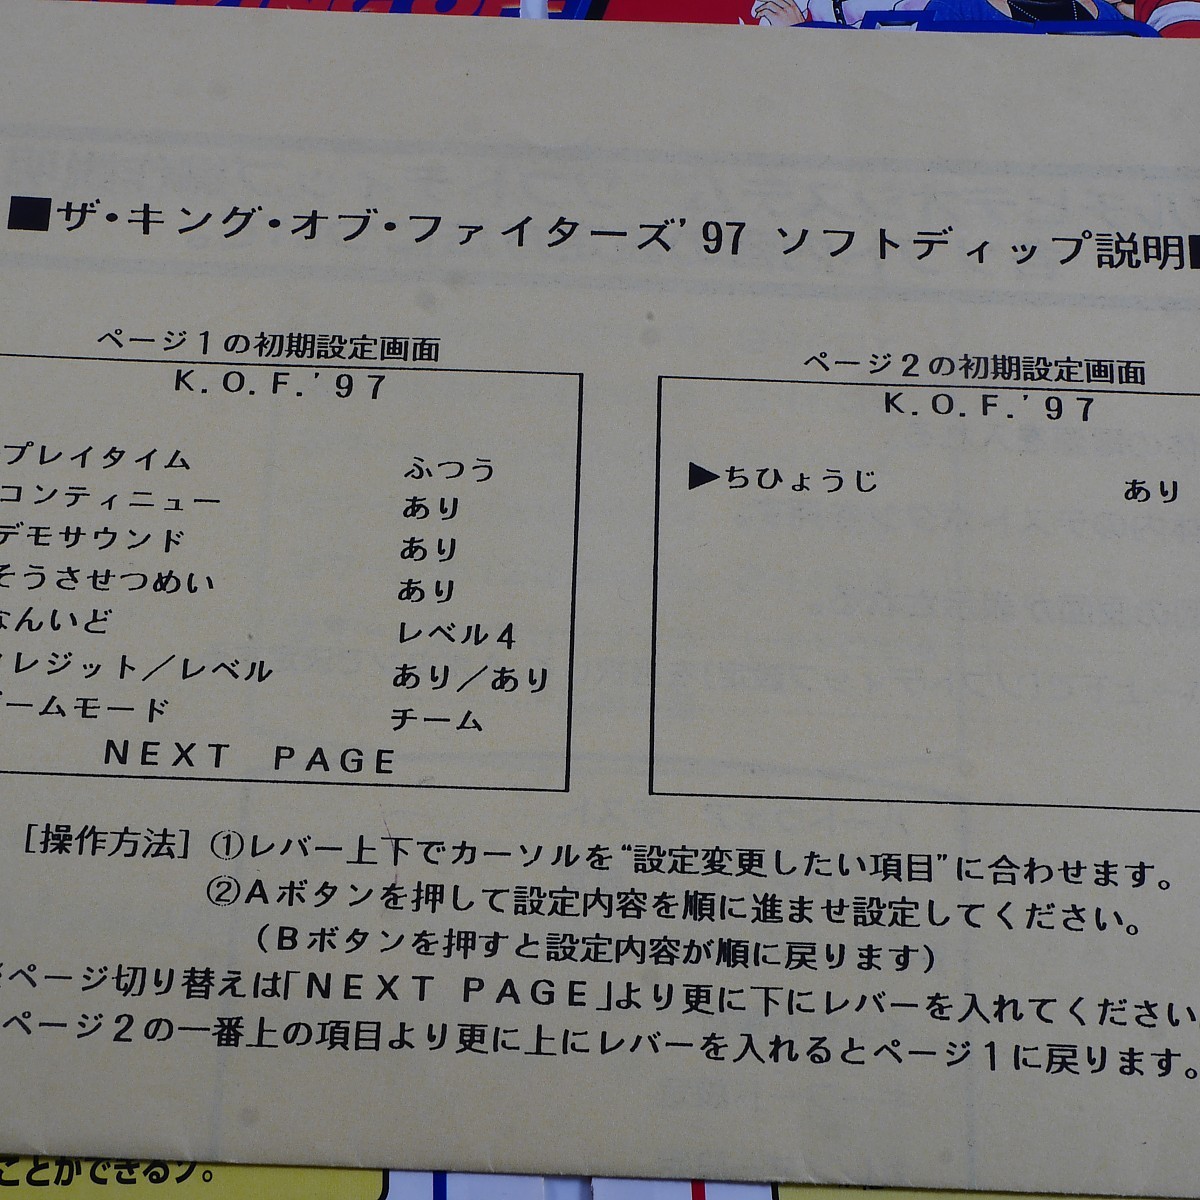 ■ザ・キング・オブ・ファイターズ’97 ソフトディップ説明■
ページ1の初期設定画面
K.O.F.’97
プレイタイム ふつう
コンティニュー あり
デモサウンド あり
そうさせつめい あり
なんいど レベル4
クレジット／レベル あり／あり
ゲームモード チーム
NEXT PAGE
ページ2の初期設定画面
K.O.F.’97
▶ちひょうじ あり
［操作方法］①レバー上下でカーソルを“設定変更したい項目”に合わせます。
②Aボタンを押して設定内容を順に進ませ設定してください。
（Bボタンを押すと設定内容が順に戻ります）
※ページ切り替えは「NEXT PAGE」より更に下にレバーを入れてください
ページ2の一番上の項目より更に上にレバーを入れるとページ1に戻ります。
ことができるゾ。